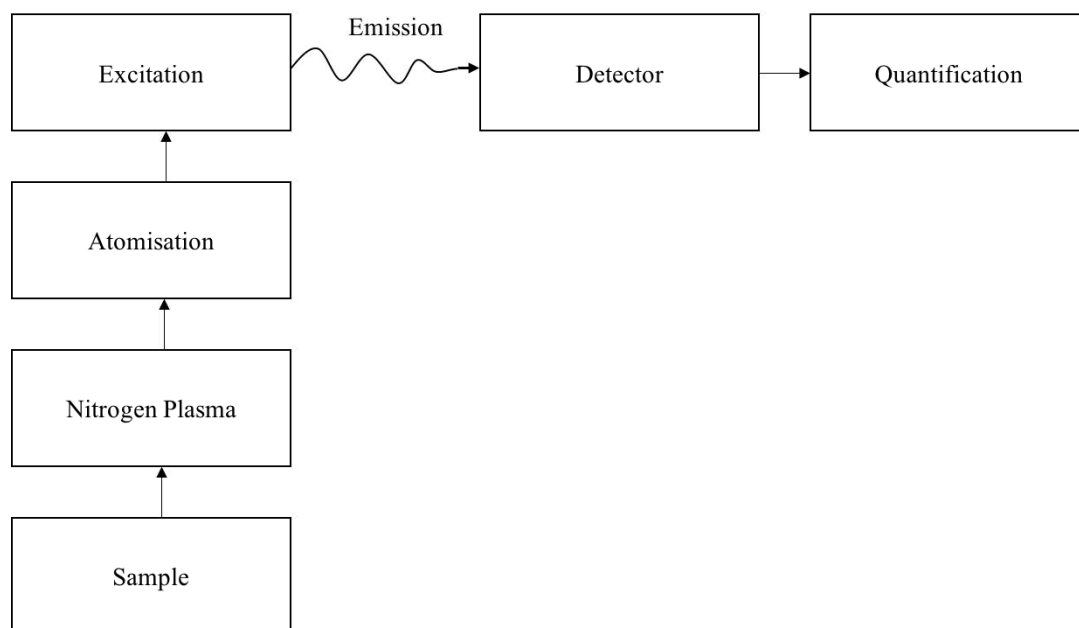 Emission
Excitation
Detector
Quantification
Atomisation
Nitrogen Plasma
Sample